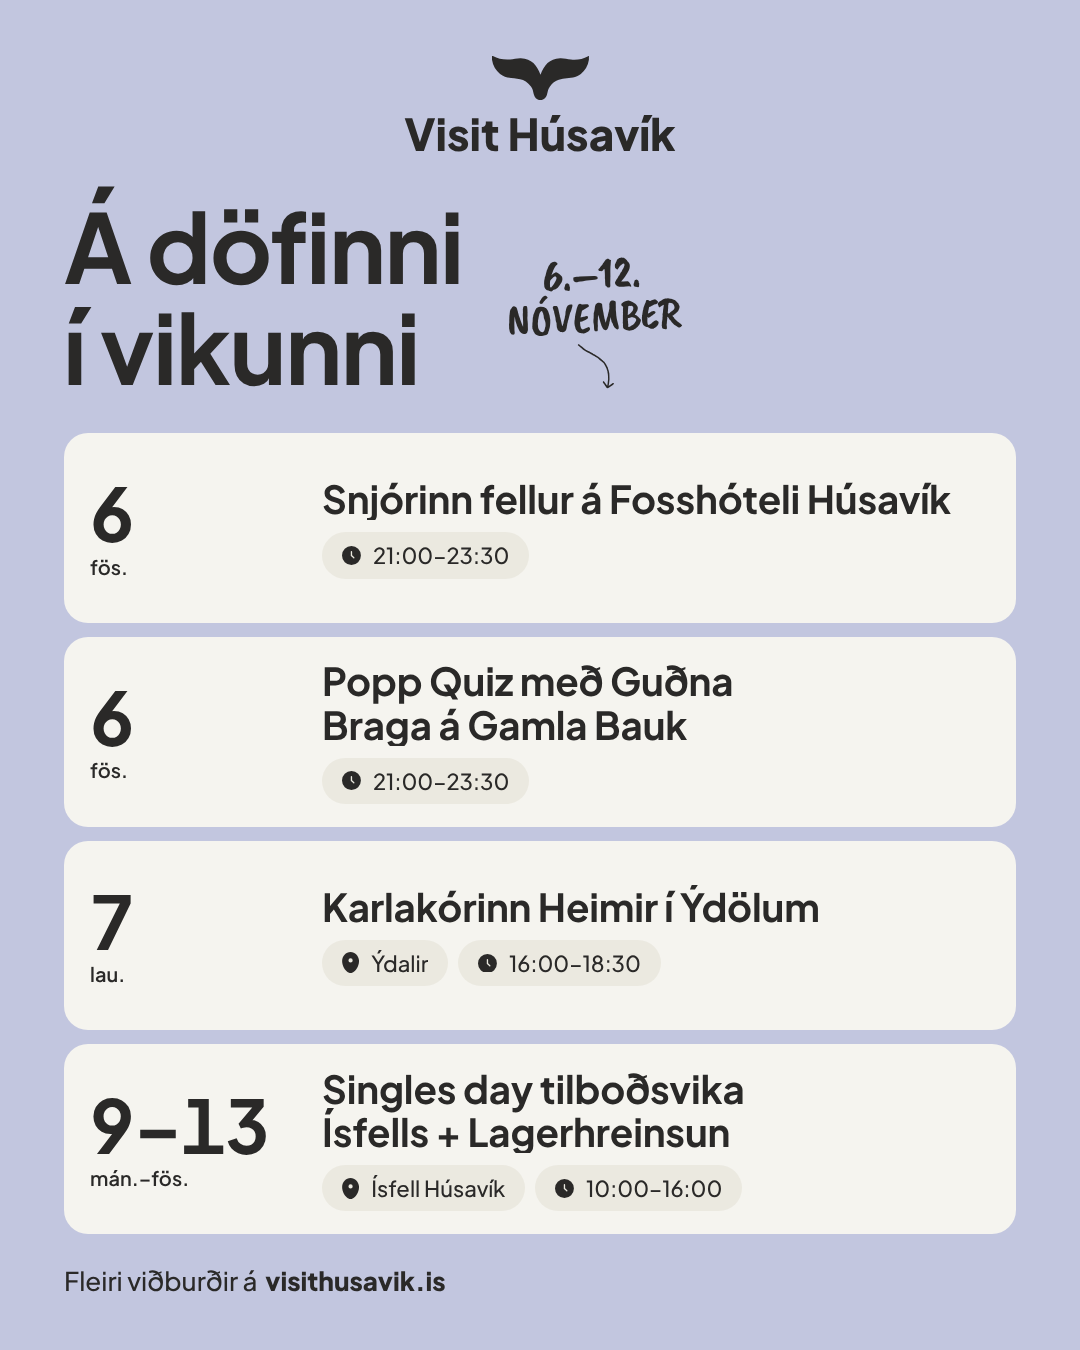 Visit Húsavík
Á döfinni
í vikunni
6.–12.
NÓVEMBER
6
fös.
Snjórinn fellur á Fosshóteli Húsavík
21:00–23:30
6
fös.
Popp Quiz með Guðna
Braga á Gamla Bauk
21:00–23:30
7
lau.
Karlakórinn Heimir í Ýdölum
Ýdalir
16:00–18:30
9–13
mán.–fös.
Singles day tilboðsvika
Ísfells + Lagerhreinsun
Ísfell Húsavík
10:00–16:00
Fleiri viðburðir á visithusavik.is